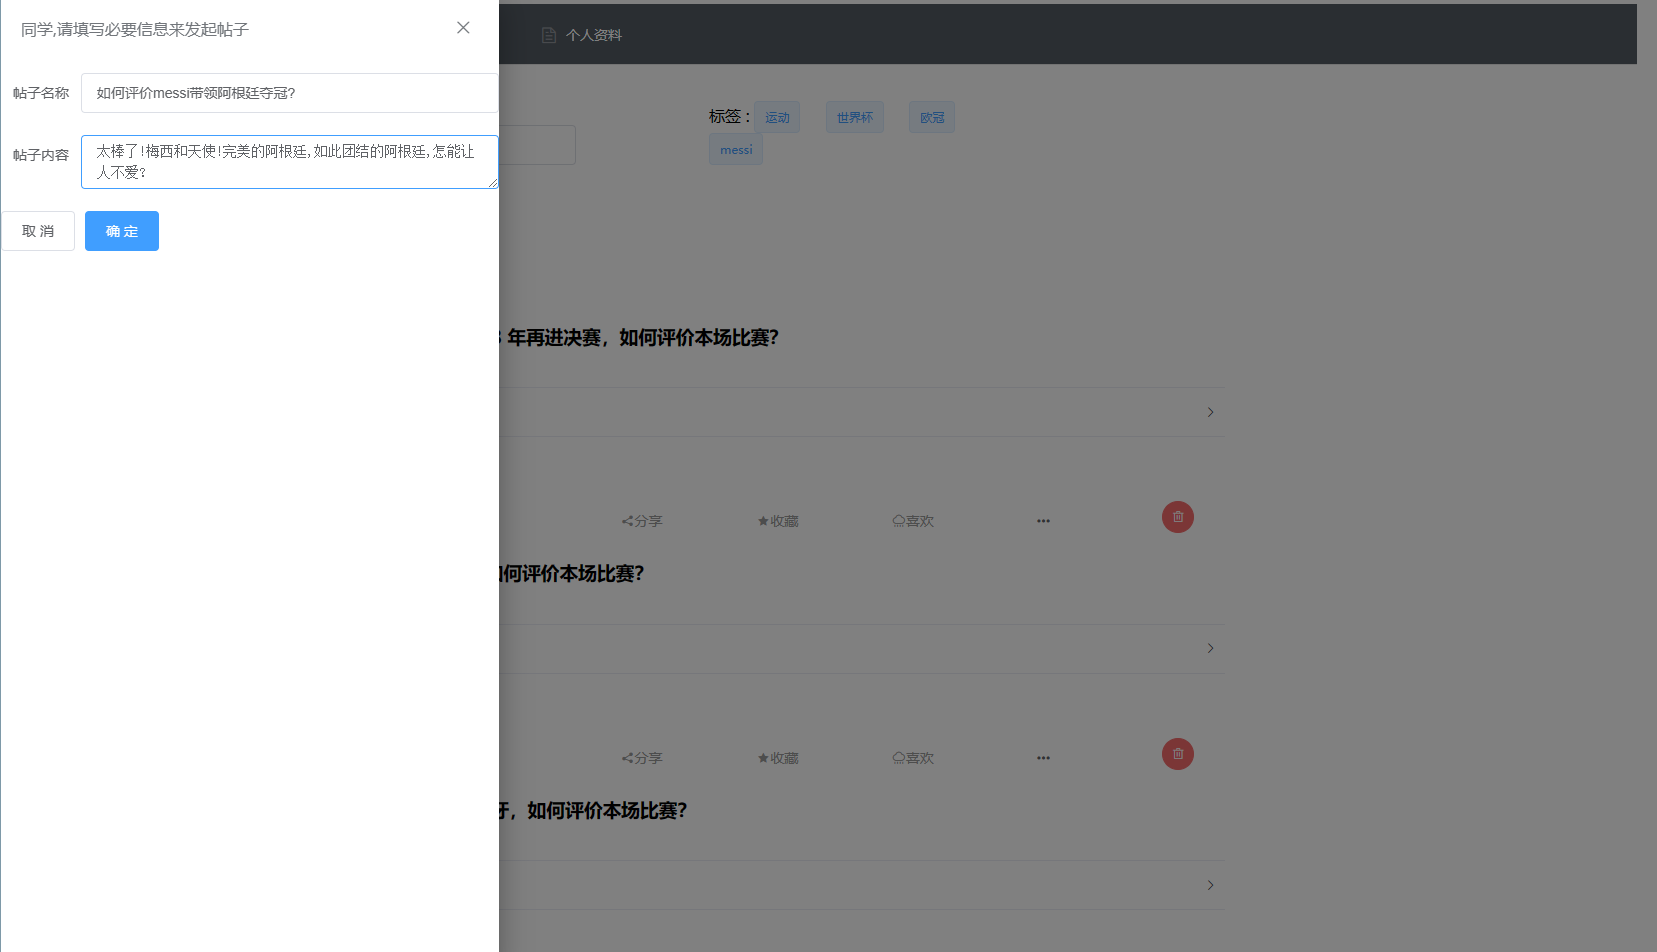 同学,请填写必要信息来发起帖子
个人资料
帖子名称
如何评价messi带领阿根廷夺冠?
标签：
运动
世界杯
欧冠
messi
帖子内容
太棒了!梅西和天使!完美的阿根廷,如此团结的阿根廷,怎能让
人不爱?
取 消
确 定
年再进决赛，如何评价本场比赛?
分享
收藏
喜欢
如何评价本场比赛?
分享
收藏
喜欢
牙，如何评价本场比赛?